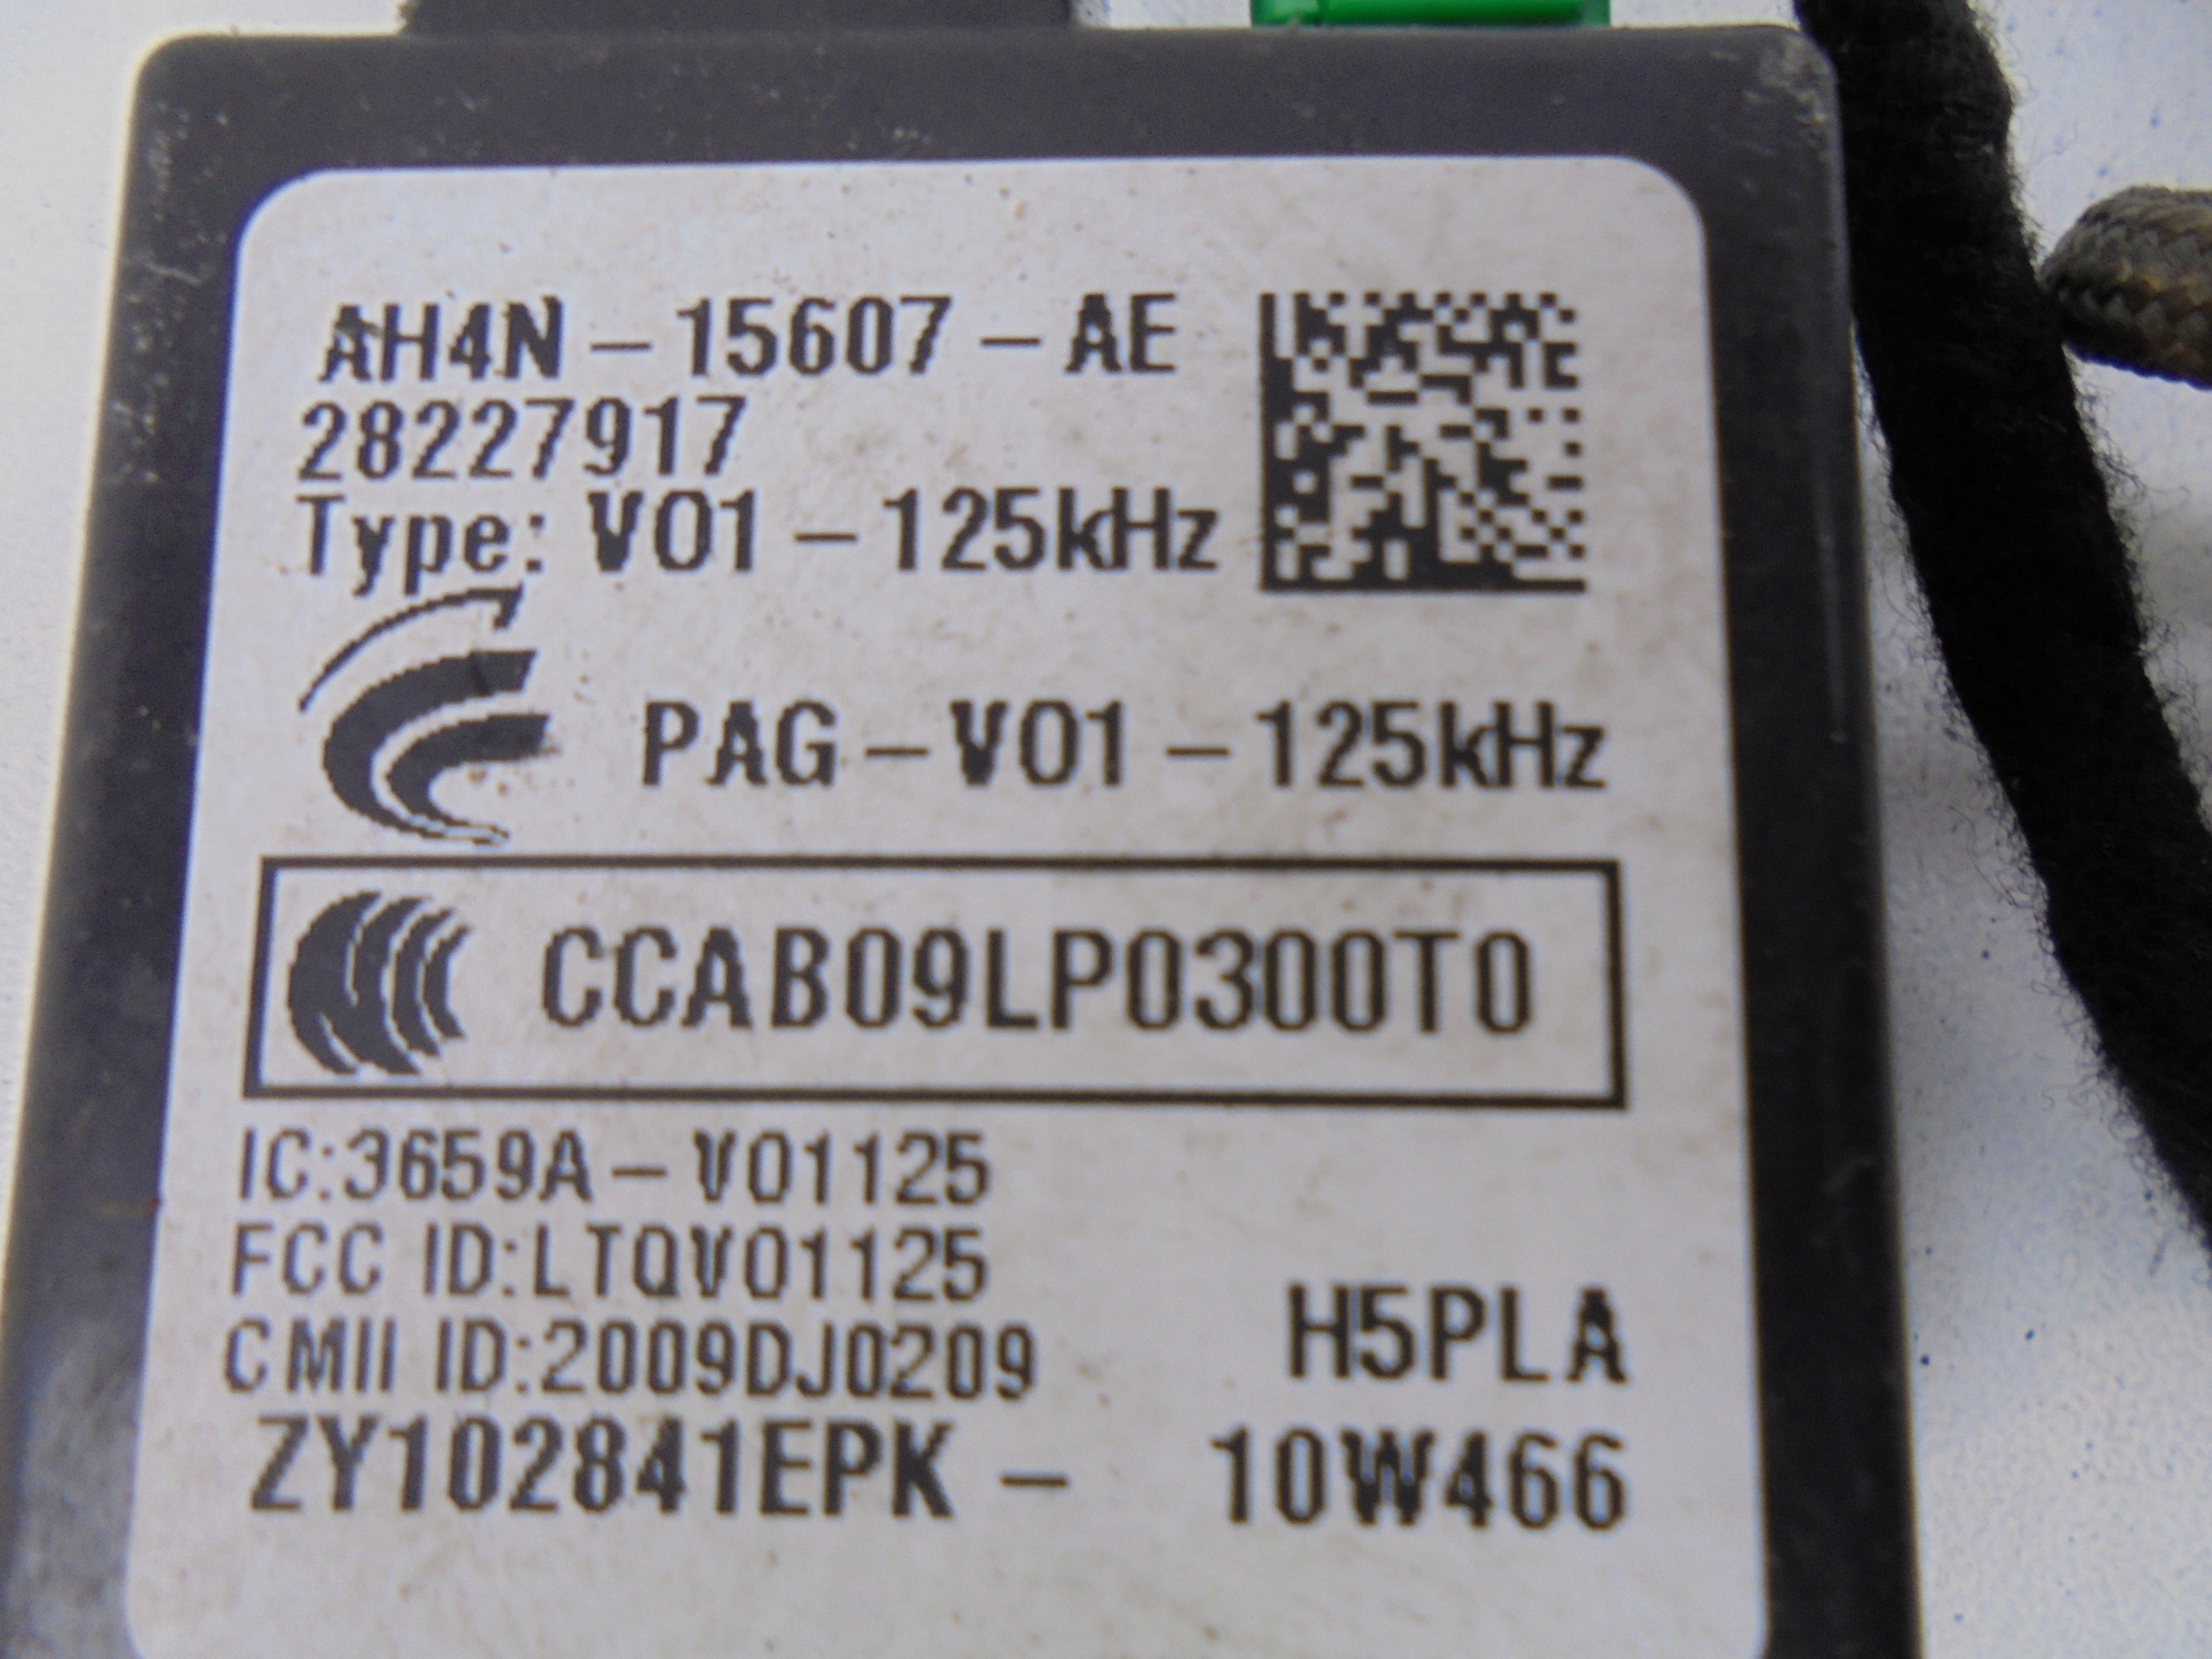 AH4N-15607-AE
28227917
Type: V01-125kHz
PAG-V01-125kHz
CCAB09LP0300T0
IC:3659A-V01125
FCC ID:LTQV01125
CMII ID:2009DJ0209
H5PLA
ZY102841EPK- 10W466